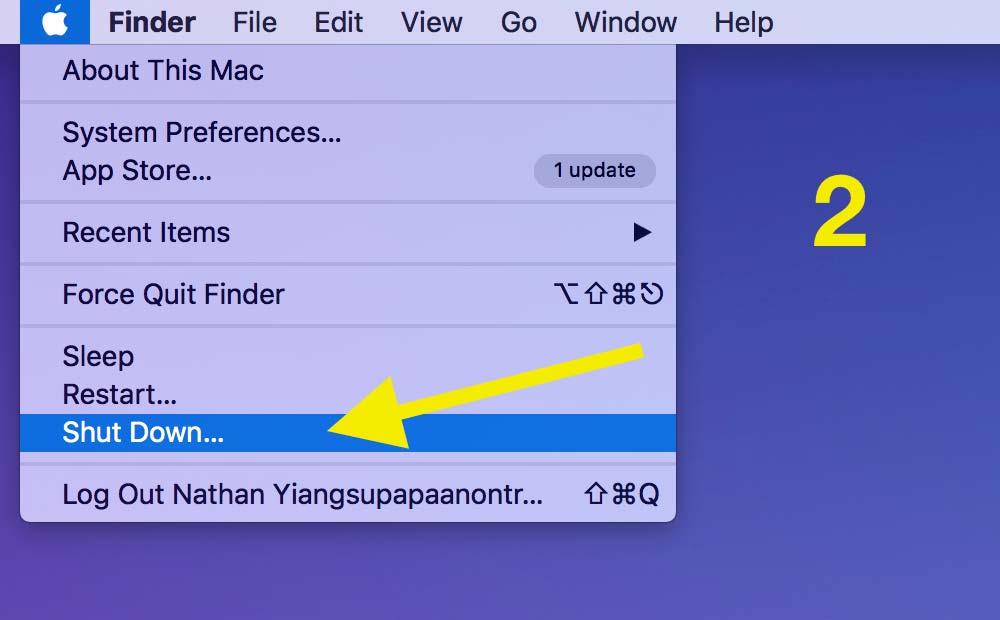 Finder File Edit View Go Window Help
About This Mac
System Preferences...
App Store... 1 update
2
Recent Items ▶
Force Quit Finder ⌥⇧⌘⎋
Sleep
Restart...
Shut Down...
Log Out Nathan Yiangsupapaanontr... ⇧⌘Q